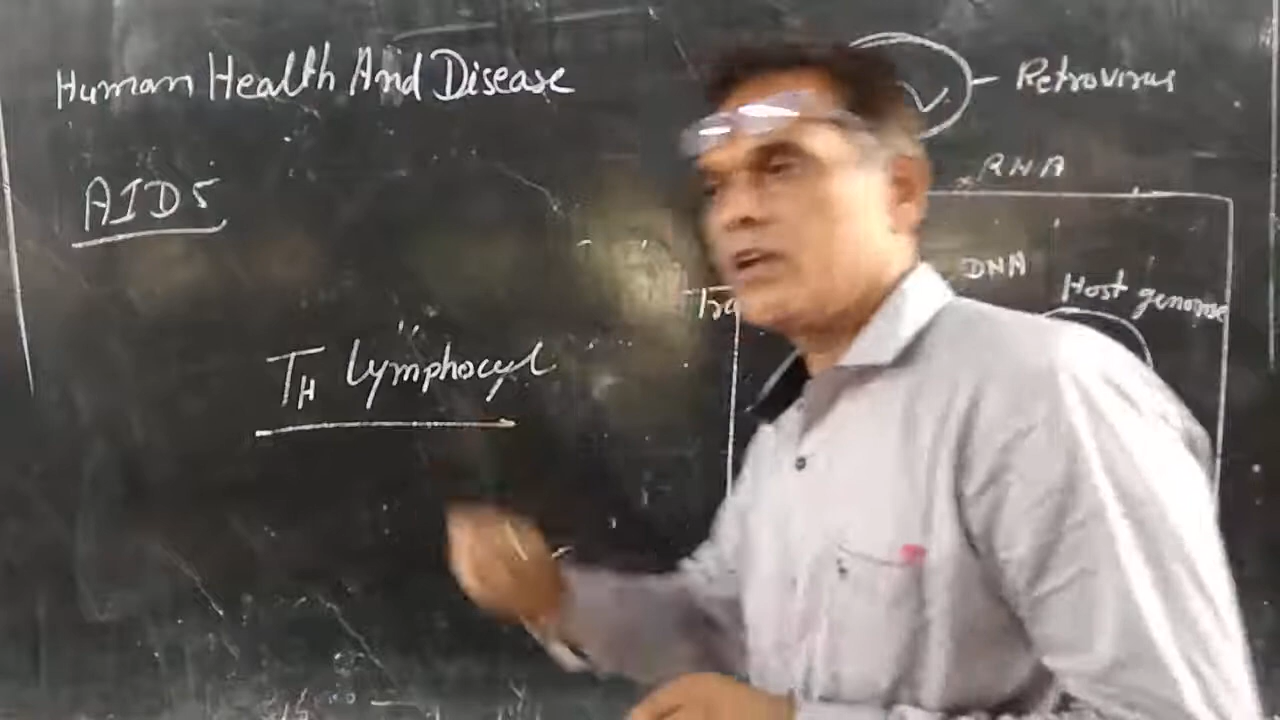 Human Health And Disease
Retrovirus
AIDS
RNA
DNA
Host genome
TH Lymphocyt